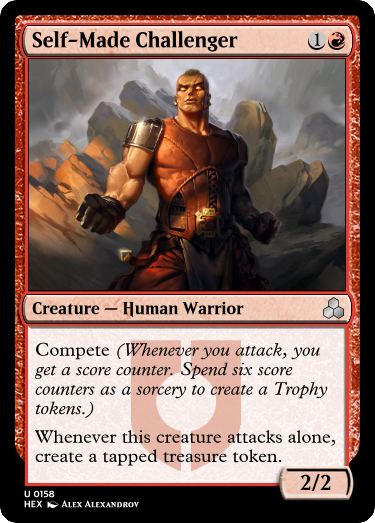 Self-Made Challenger 1
Creature — Human Warrior
Compete (Whenever you attack, you
get a score counter. Spend six score
counters as a sorcery to create a Trophy
tokens.)
Whenever this creature attacks alone,
create a tapped treasure token.
2/2
U 0158
HEX Alex Alexandrov